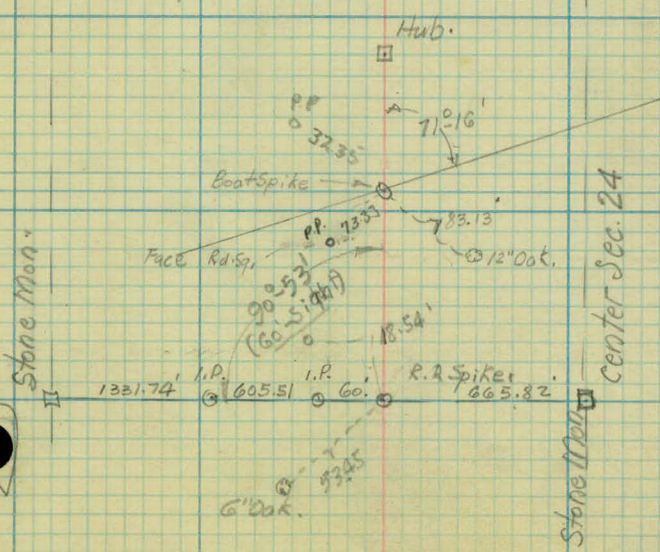 Hub.
P.P
32.35
71°-16'
Boat Spike
83.13'
P.P. 73.33
12" Oak.
Face Rd. Sq.
90°-53'
(60'-Sight)
18.54'
Stone Mon.
Center Sec. 24
1331.74' I.P. 605.51 I.P. 60.' R.R Spike 665.82
Stone Mon.
53.45
6" Oak.